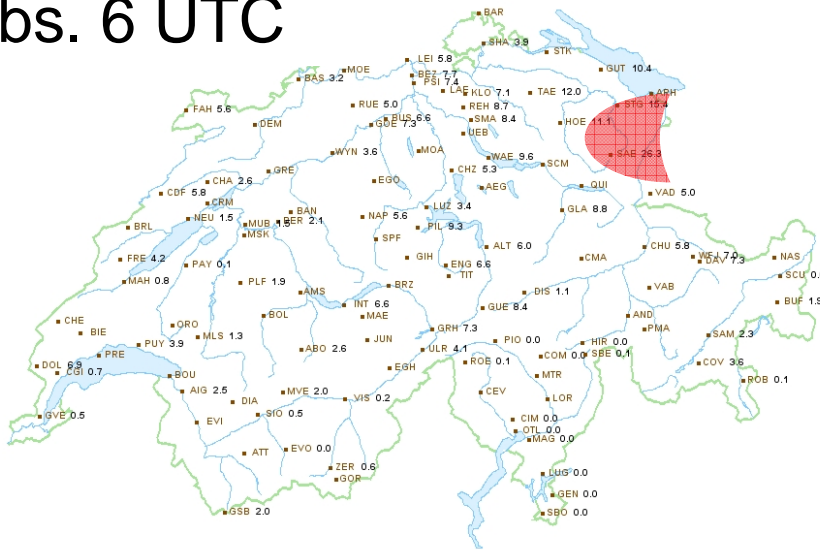 bs. 6 UTC
BAR
SHA 3.9
STK
LEI 5.8
GUT 10.4
MOE
BAS 3.2
BEZ 7.7
PSI 7.4
LAE
KLO 7.1
TAE 12.0
ARH
FAH 5.6
RUE 5.0
REH 8.7
STG 15.4
BUS 6.6
SMA 8.4
HOE 11.1
DEM
GOE 7.3
UEB
WYN 3.6
MOA
WAE 9.6
SAE 26.3
SCM
GRE
CHZ 5.3
CHA 2.6
EGO
AEG
QUI
CDF 5.8
VAD 5.0
CRM
LUZ 3.4
BAN
GLA 8.8
NEU 1.5
NAP 5.6
MUB 1.5
BER 2.1
BRL
PIL 9.3
MSK
SPF
ALT 6.0
CHU 5.8
FRE 4.2
GIH
CMA
WFJ 7.0
NAS
DAV 7.3
PAY 0.1
ENG 6.6
TIT
SCU 0.
MAH 0.8
PLF 1.9
BRZ
VAB
AMS
DIS 1.1
BUF 1.9
INT 6.6
GUE 8.4
BOL
MAE
AND
CHE
ORO
GRH 7.3
PMA
BIE
MLS 1.3
JUN
PIO 0.0
HIR 0.0
SAM 2.3
PUY 3.9
ABO 2.6
ULR 4.1
PRE
COM 0.0
SBE 0.1
DOL 6.9
ROE 0.1
COV 3.6
CGI 0.7
EGH
BOU
MTR
ROB 0.1
AIG 2.5
MVE 2.0
CEV
VIS 0.2
LOR
DIA
GVE 0.5
SIO 0.5
CIM 0.0
EVI
OTL 0.0
MAG 0.0
ATT
EVO 0.0
ZER 0.6
LUG 0.0
GOR
GEN 0.0
GSB 2.0
SBO 0.0